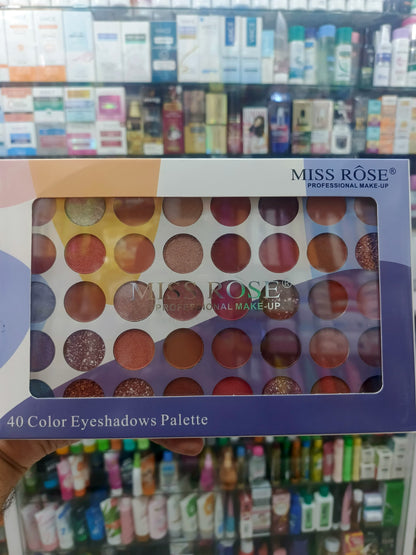 MISS RÔSE®
PROFESSIONAL MAKE-UP
MISS ROSE®
PROFESSIONAL MAKE-UP
40 Color Eyeshadows Palette